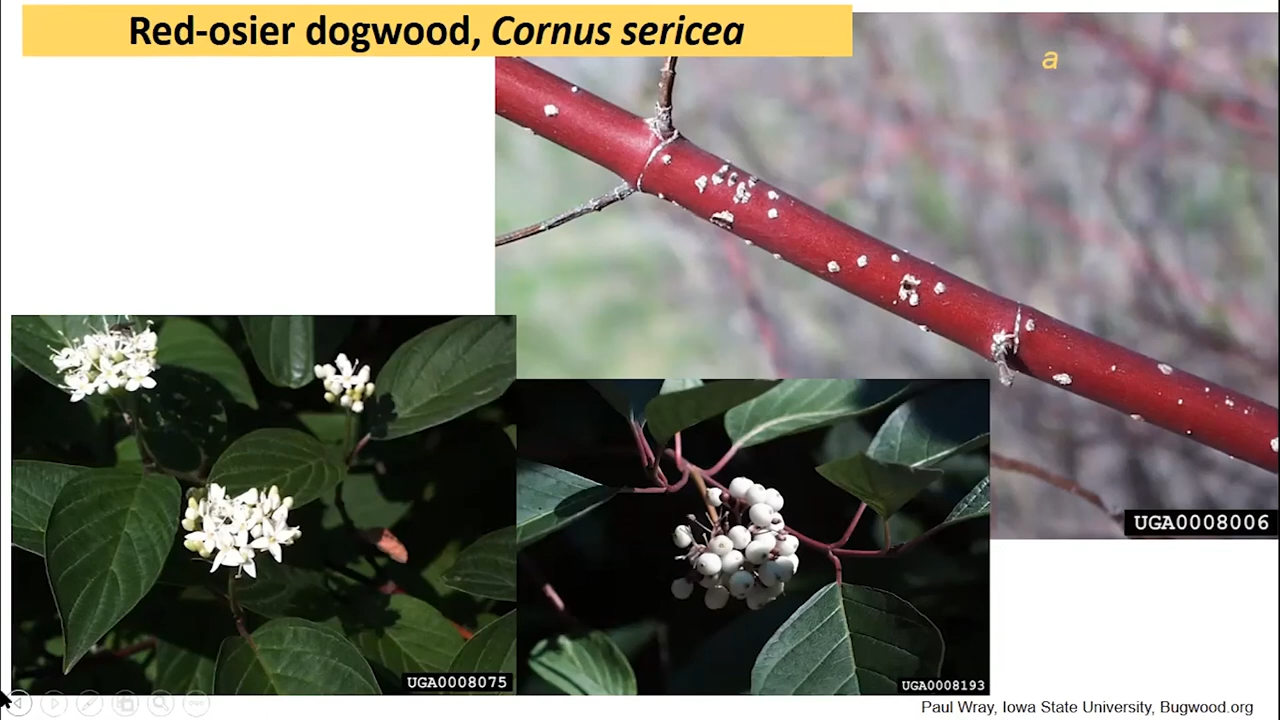 Red-osier dogwood, Cornus sericea
a
UGA0008006
UGA0008075
UGA0008193
Paul Wray, Iowa State University, Bugwood.org